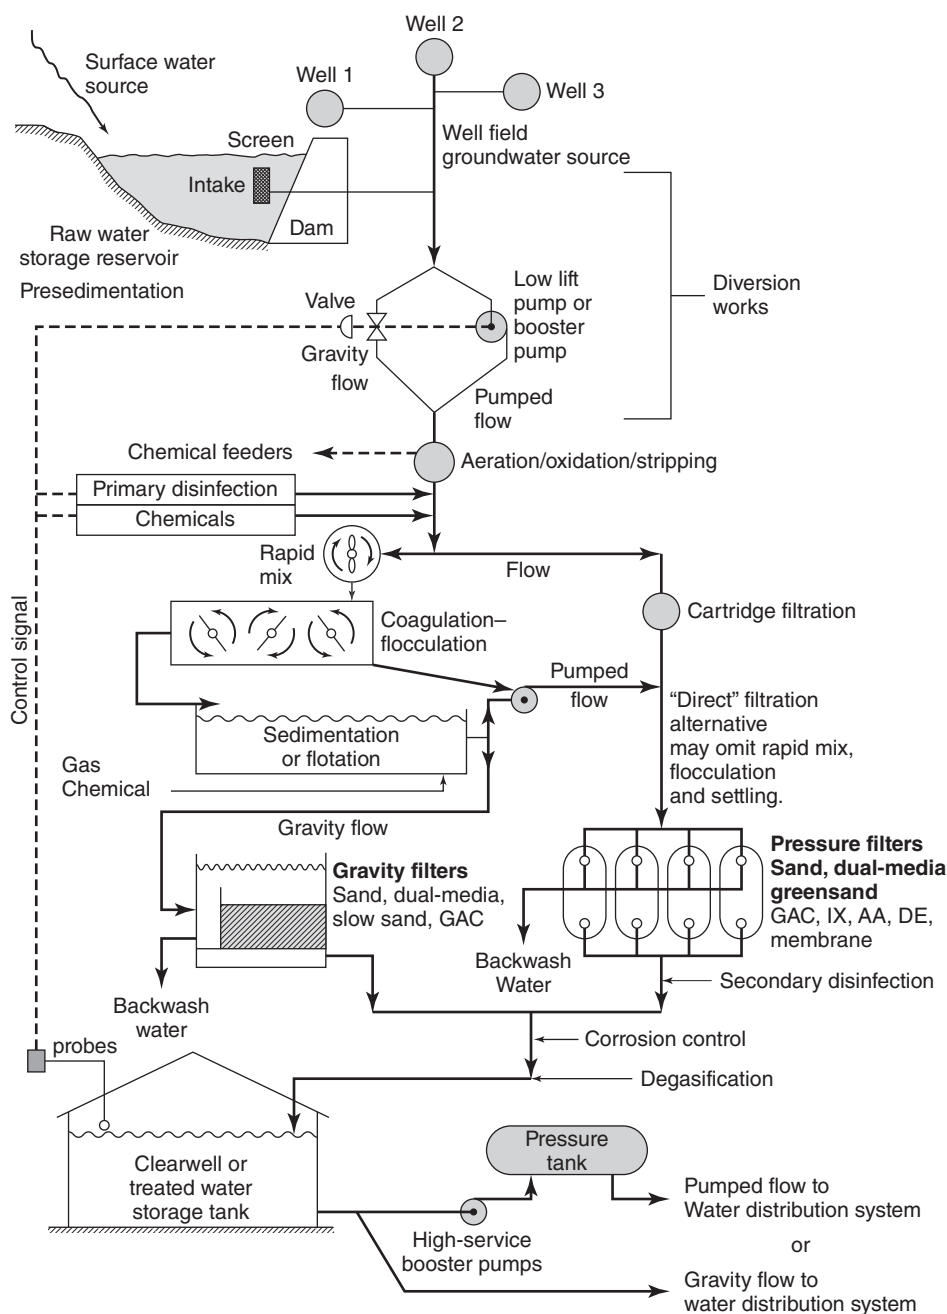 Well 2
Surface water
source
Well 1
Well 3
Screen
Well field
groundwater source
Intake
Dam
Raw water
storage reservoir
Presedimentation
Low lift
pump or
booster
pump
Diversion
works
Valve
Gravity
flow
Pumped
flow
Chemical feeders
Aeration/oxidation/stripping
Primary disinfection
Chemicals
Rapid
mix
Flow
Cartridge filtration
Coagulation–
flocculation
Control signal
Pumped
flow
“Direct” filtration
alternative
may omit rapid mix,
flocculation
and settling.
Sedimentation
or flotation
Gas
Chemical
Gravity flow
Gravity filters
Sand, dual-media,
slow sand, GAC
Pressure filters
Sand, dual-media
greensand
GAC, IX, AA, DE,
membrane
Backwash
Water
Secondary disinfection
Backwash
water
Corrosion control
probes
Degasification
Clearwell or
treated water
storage tank
Pressure
tank
Pumped flow to
Water distribution system
or
High-service
booster pumps
Gravity flow to
water distribution system